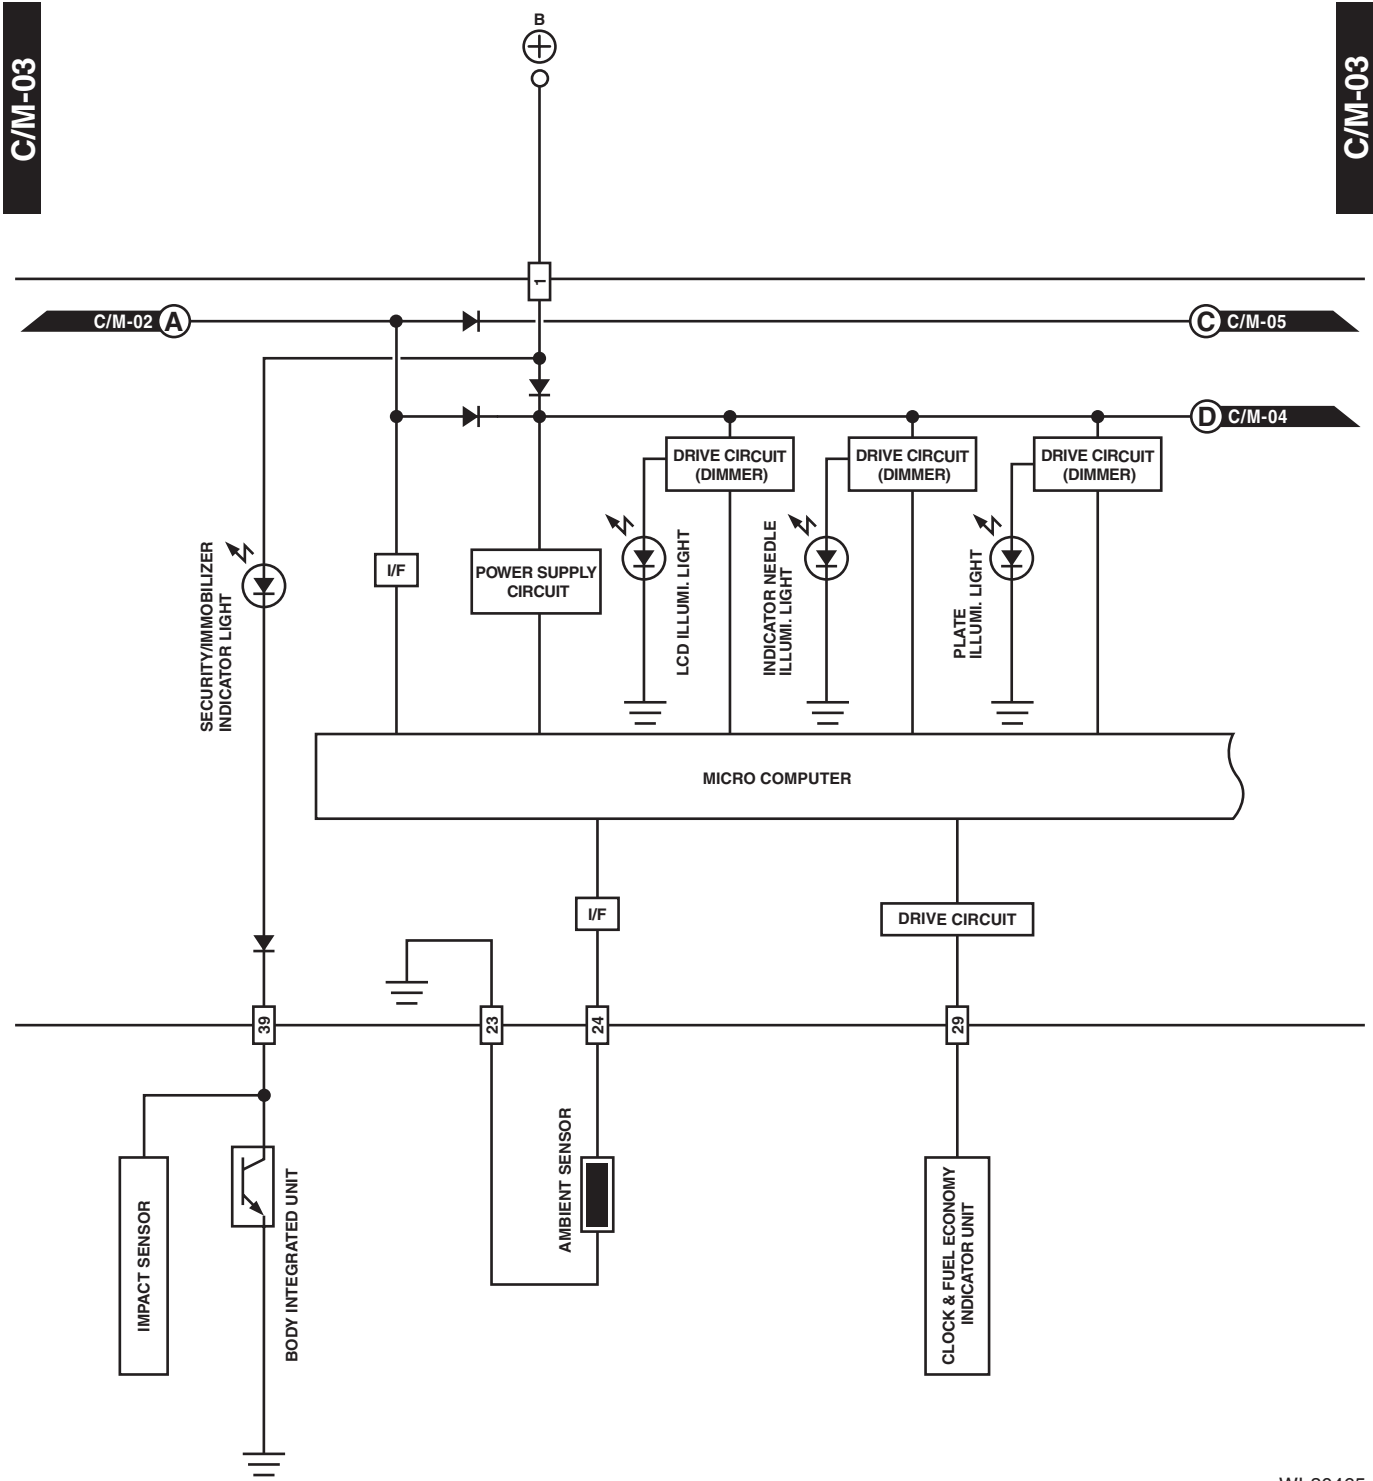 C/M-03
C/M-03
B
1
C/M-02
A
C
C/M-05
D
C/M-04
DRIVE CIRCUIT
(DIMMER)
DRIVE CIRCUIT
(DIMMER)
DRIVE CIRCUIT
(DIMMER)
SECURITY/IMMOBILIZER
INDICATOR LIGHT
I/F
POWER SUPPLY
CIRCUIT
LCD ILLUMI. LIGHT
INDICATOR NEEDLE
ILLUMI. LIGHT
PLATE
ILLUMI. LIGHT
MICRO COMPUTER
I/F
DRIVE CIRCUIT
39
23
24
29
IMPACT SENSOR
BODY INTEGRATED UNIT
AMBIENT SENSOR
CLOCK & FUEL ECONOMY
INDICATOR UNIT